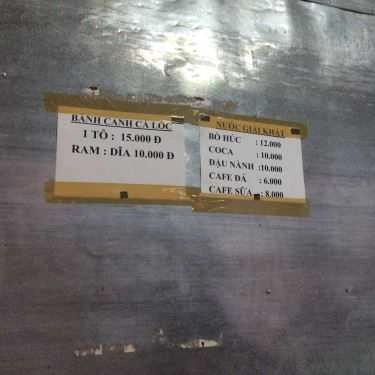 BÁNH CANH CÁ LÓC
1 TÔ : 15.000 Đ
RAM : DĨA 10.000 Đ
NƯỚC GIẢI KHÁT
BÒ HÚC : 12.000
COCA : 10.000
ĐẬU NÀNH : 10.000
CAFE ĐÁ : 6.000
CAFE SỮA : 8.000